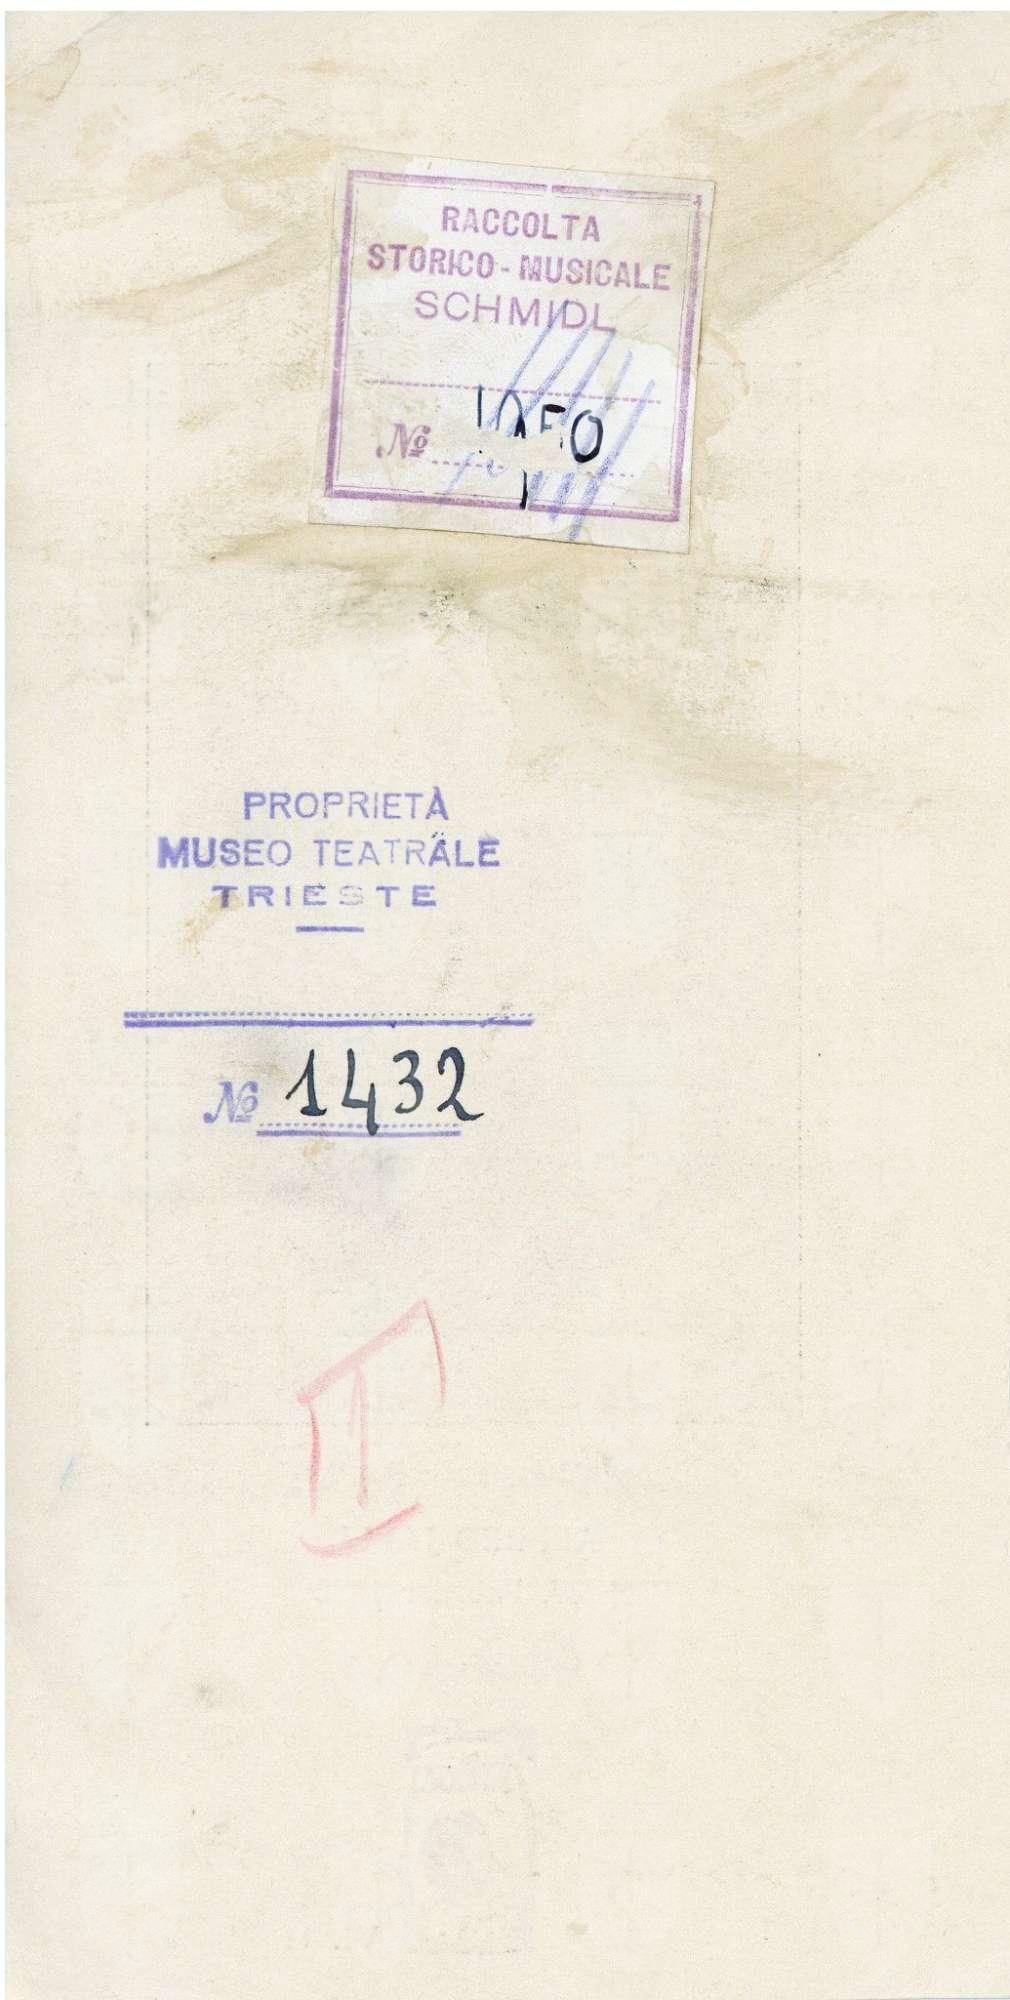 RACCOLTA
STORICO - MUSICALE
SCHMIDL
№
PROPRIETÀ
MUSEO TEATRALE
TRIESTE
№ 1432